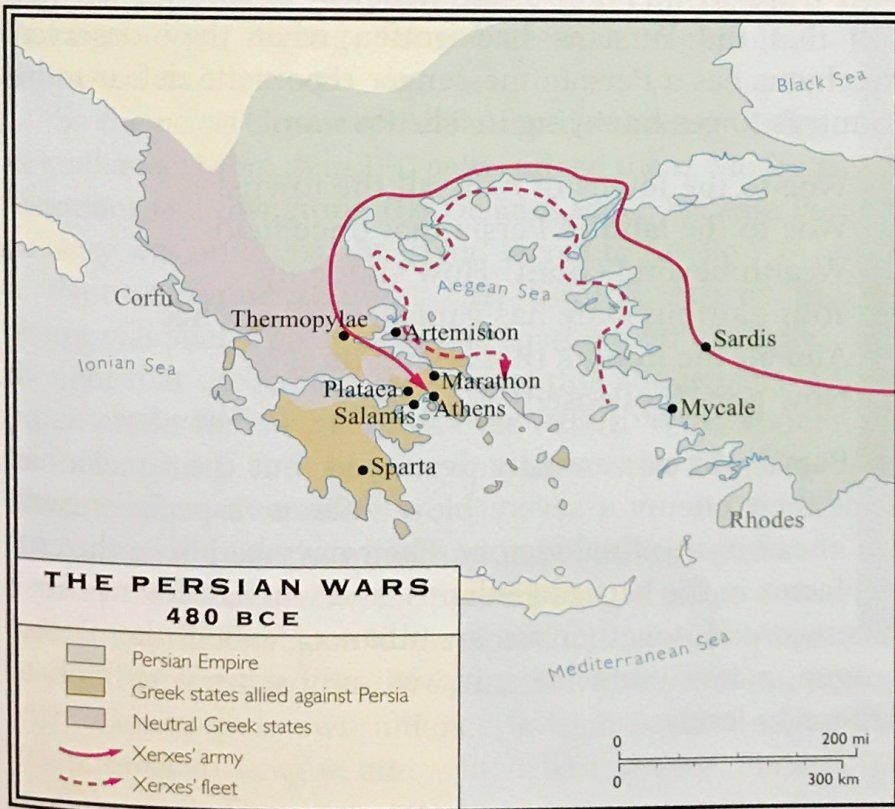 Black Sea
Aegean Sea
Corfu
Thermopylae
Artemision
Ionian Sea
Sardis
Plataea
Marathon
Salamis
Athens
Mycale
Sparta
Rhodes
THE PERSIAN WARS
480 BCE
Mediterranean Sea
Persian Empire
Greek states allied against Persia
Neutral Greek states
Xerxes' army
Xerxes' fleet
0 200 mi
0 300 km